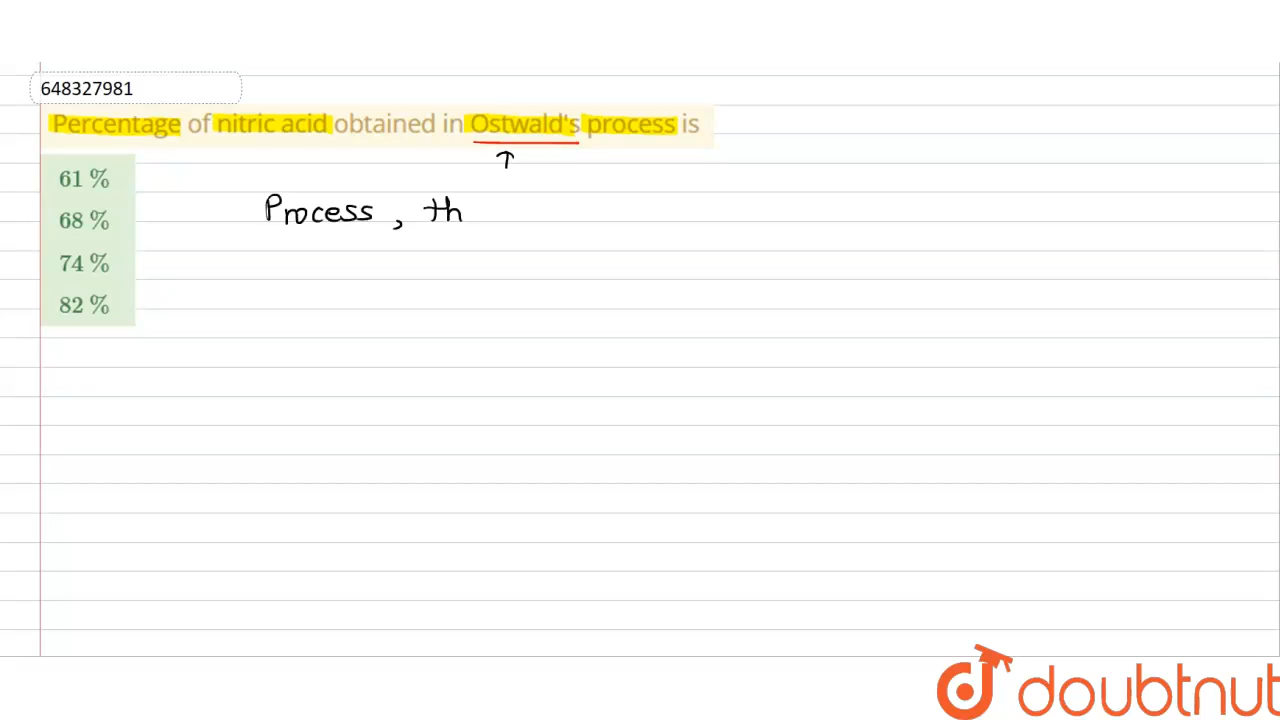 648327981
Percentage of nitric acid obtained in Ostwald's process is
61 %
68 %
Process, th
74 %
82 %
doubtnut